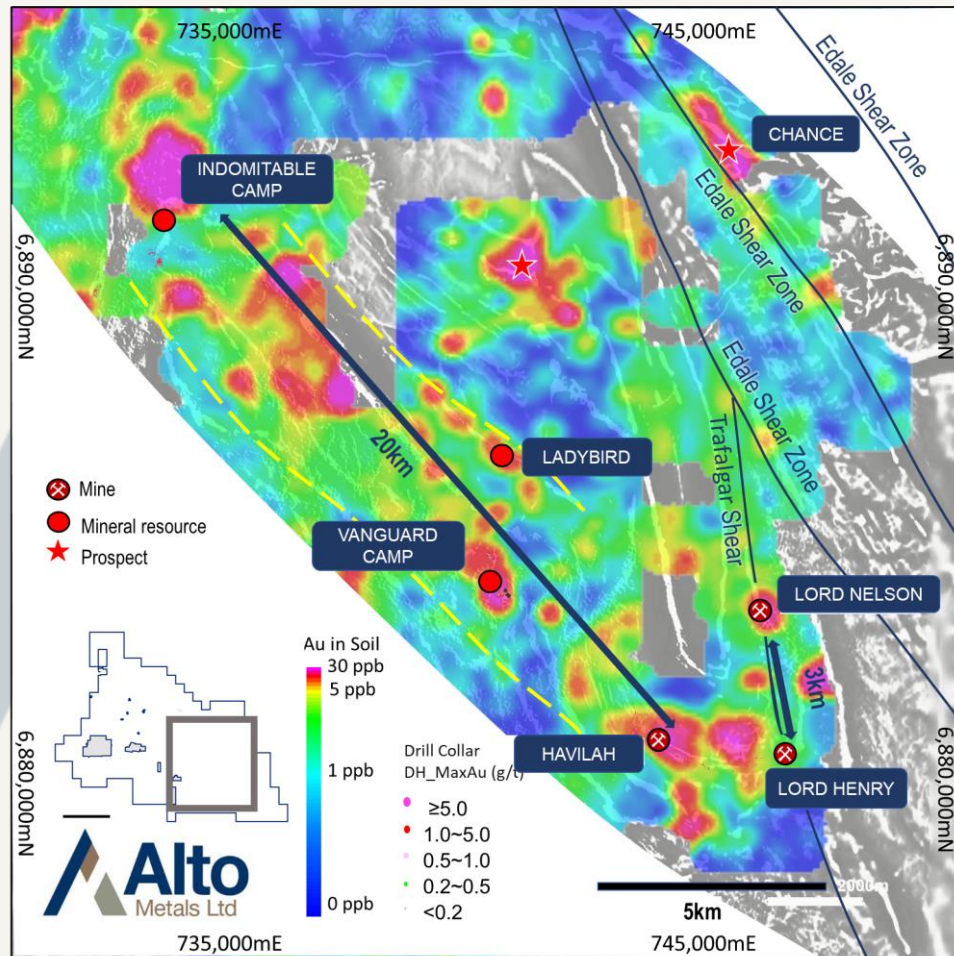 735,000mE
745,000mE
Edale Shear Zone
CHANCE
INDOMITABLE
CAMP
6,890,000mN
6,890,000mN
Edale Shear Zone
Edale Shear Zone
Trafalgar Shear
20km
LADYBIRD
Mine
Mineral resource
Prospect
VANGUARD
CAMP
LORD NELSON
3km
Au in Soil
30 ppb
5 ppb
1 ppb
0 ppb
6,880,000mN
6,880,000mN
HAVILAH
LORD HENRY
Drill Collar
DH_MaxAu (g/t)
≥5.0
1.0~5.0
0.5~1.0
0.2~0.5
<0.2
Alto
Metals Ltd
2000m
5km
735,000mE
745,000mE